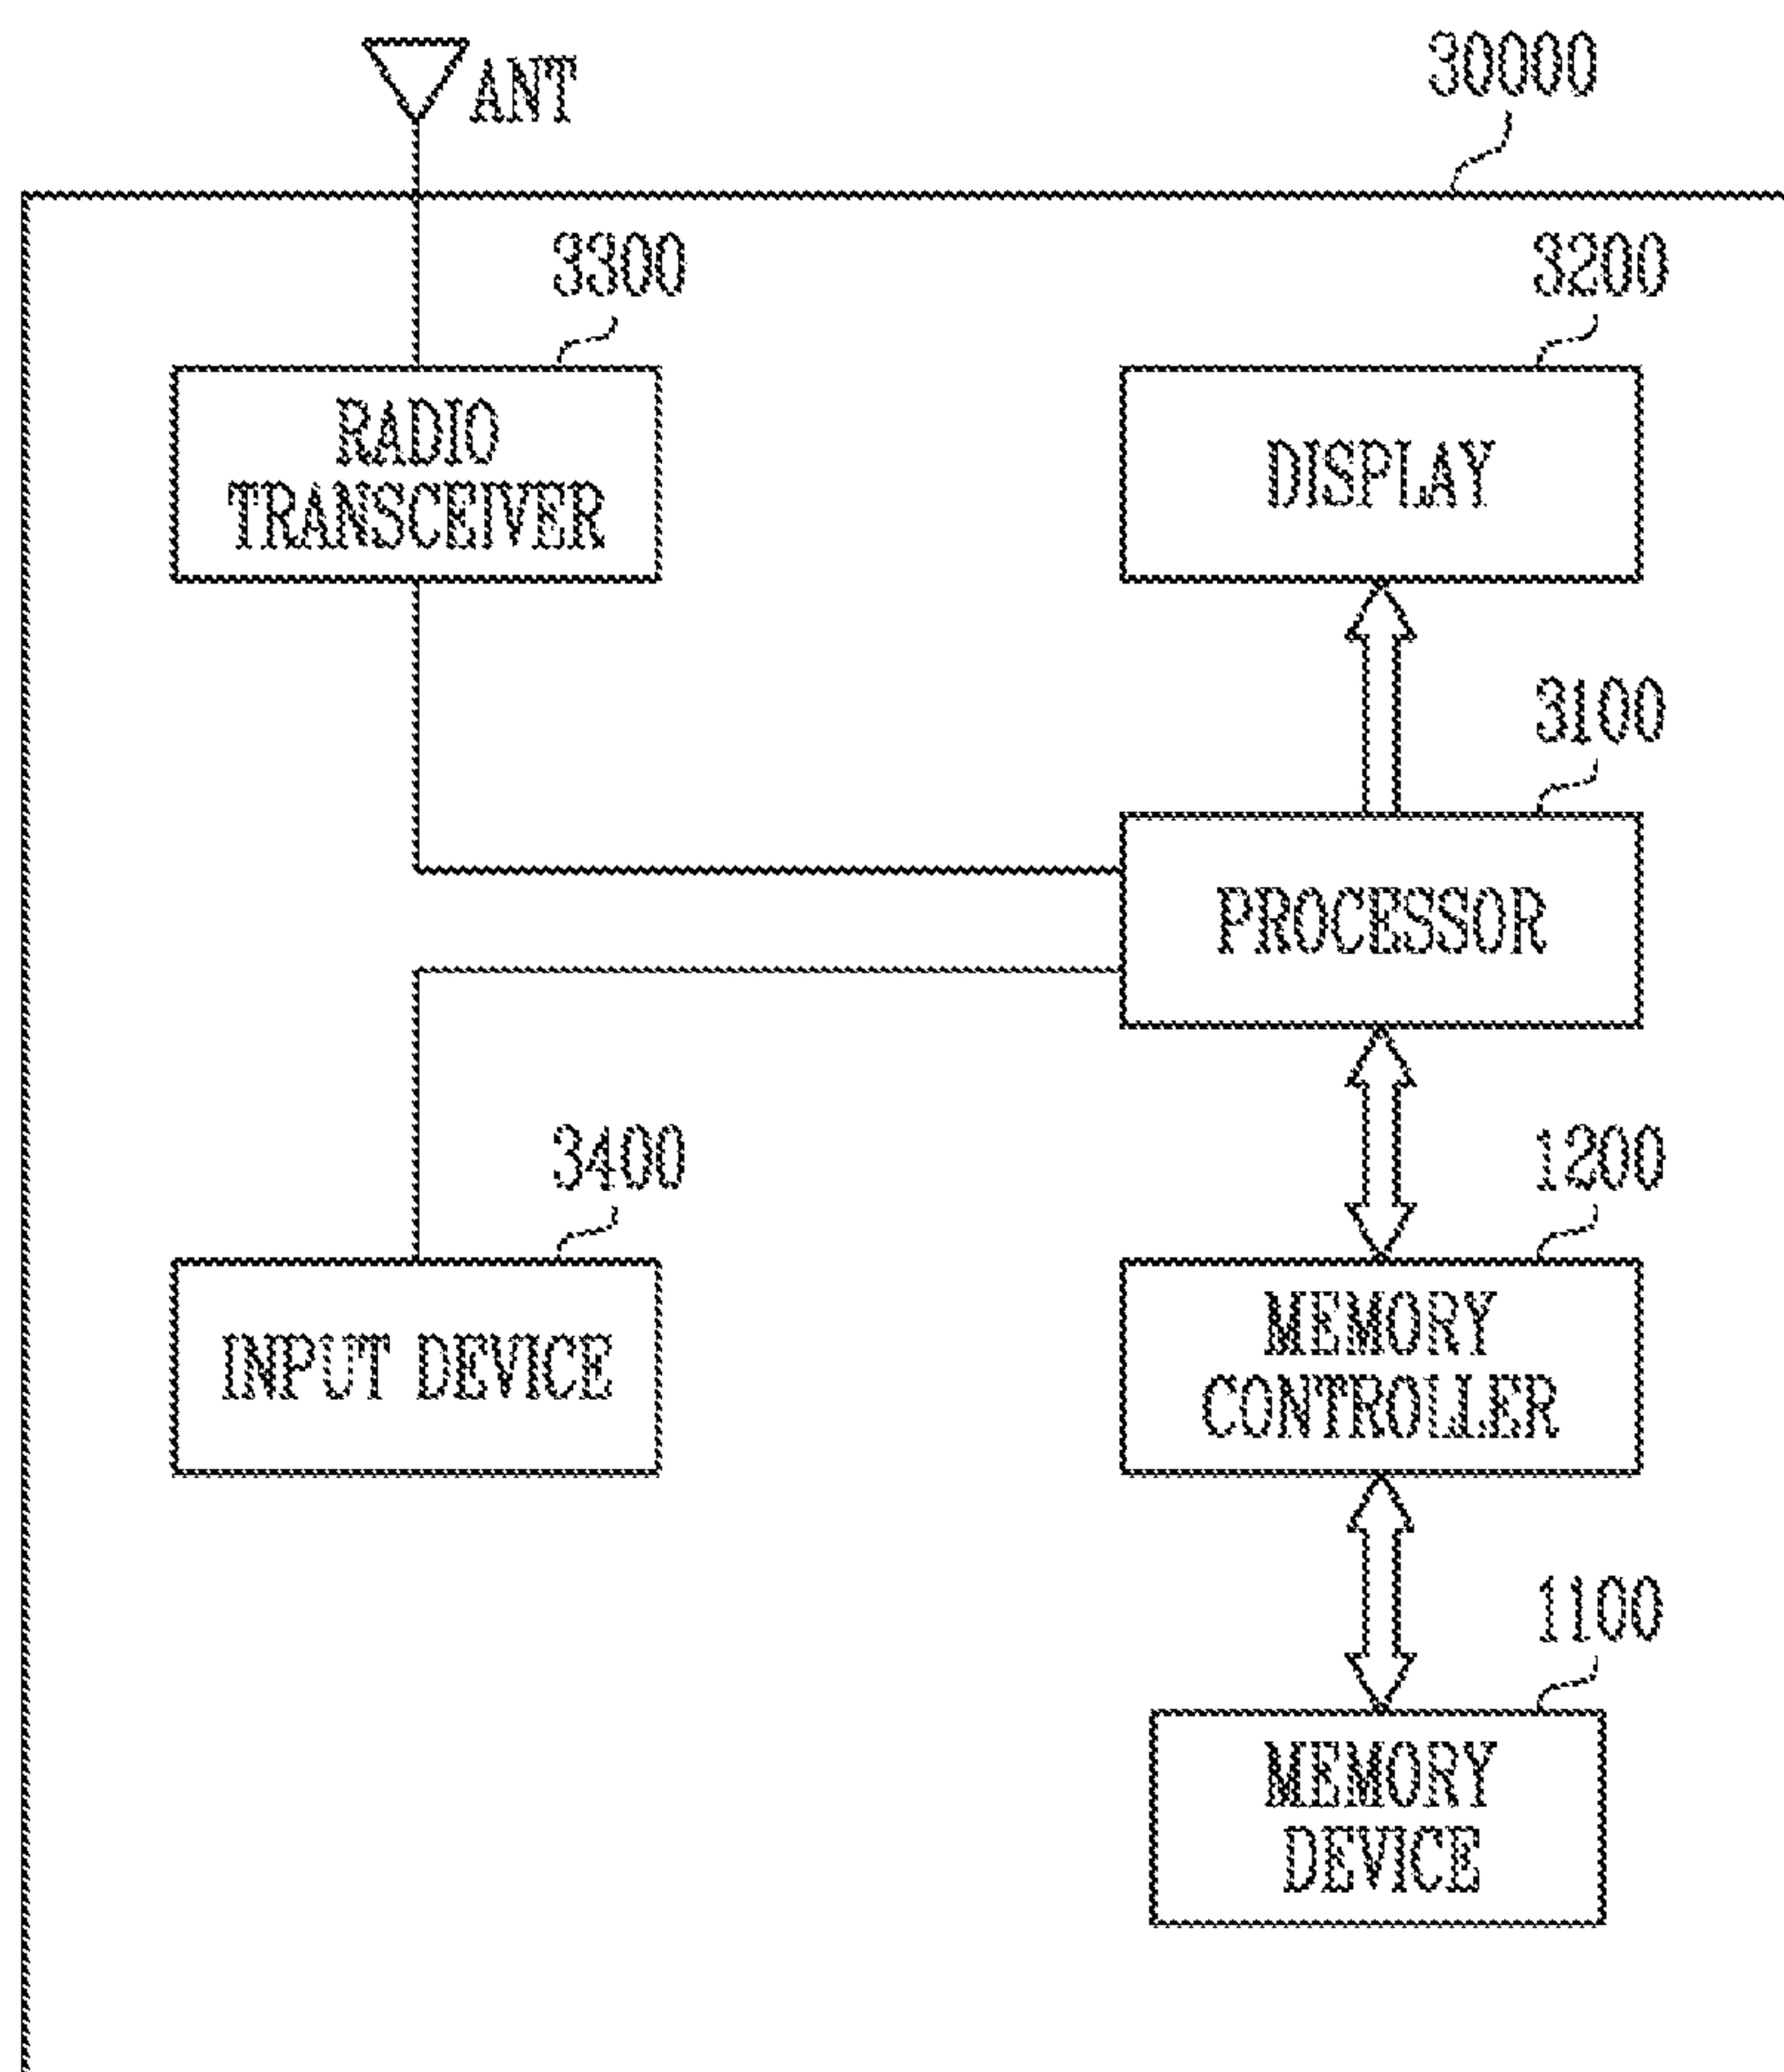 ANT
30000
3300
3200
RADIO
TRANSCEIVER
DISPLAY
3100
PROCESSOR
3400
1200
INPUT DEVICE
MEMORY
CONTROLLER
1100
MEMORY
DEVICE